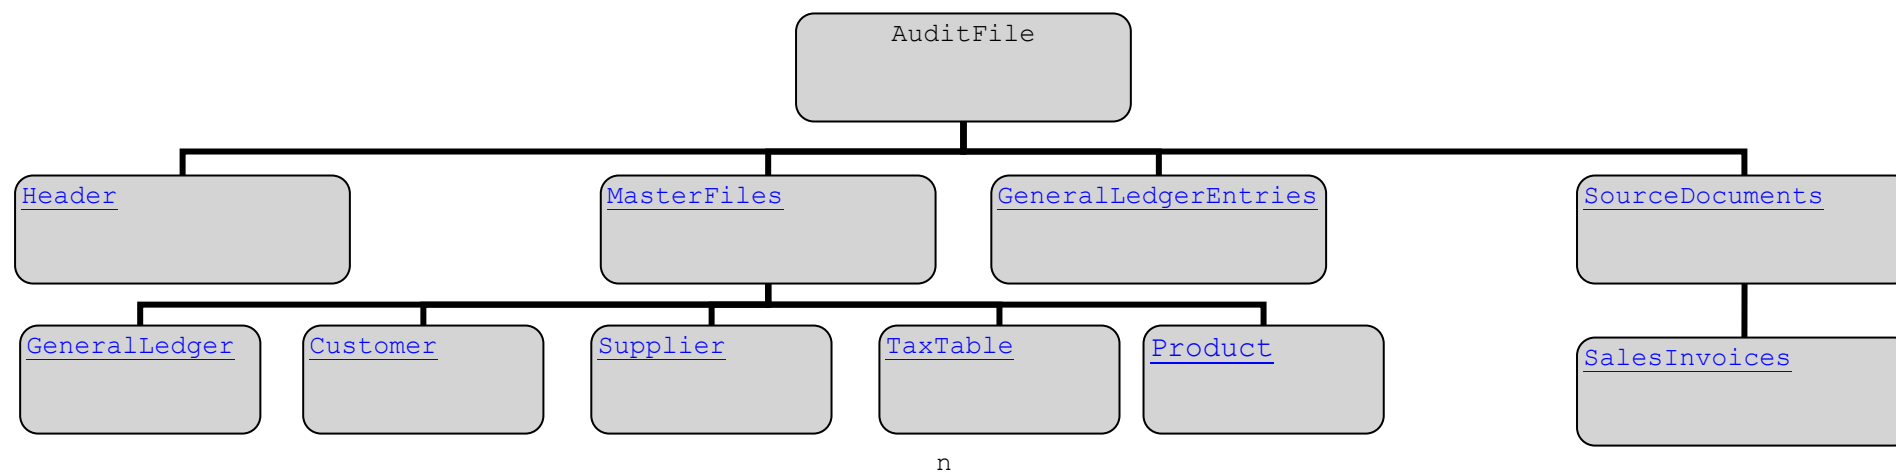 AuditFile
Header
MasterFiles
GeneralLedgerEntries
SourceDocuments
GeneralLedger
Customer
Supplier
TaxTable
Product
SalesInvoices
n